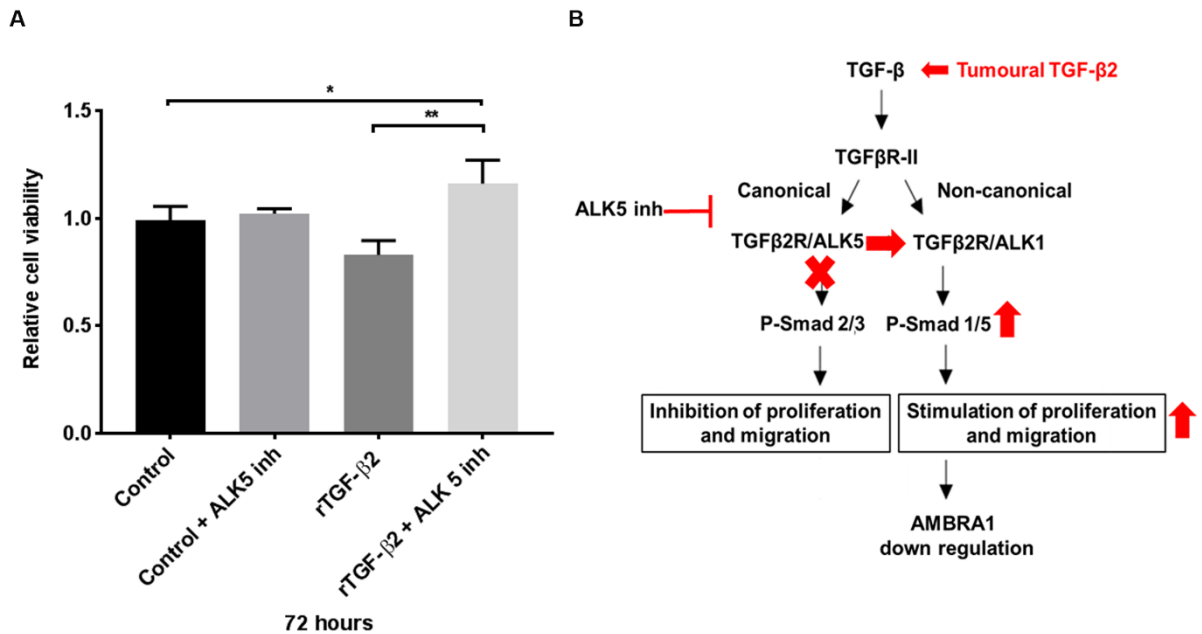 A
*
**
1.5
1.0
0.5
0.0
Relative cell viability
Control
Control + ALK5 inh
rTGF-β2
rTGF-β2 + ALK 5 inh
72 hours
B
TGF-β
Tumoural TGF-β2
TGFβR-II
Canonical
Non-canonical
ALK5 inh
TGFβ2R/ALK5
TGFβ2R/ALK1
P-Smad 2/3
P-Smad 1/5
Inhibition of proliferation
and migration
Stimulation of proliferation
and migration
AMBRA1
down regulation